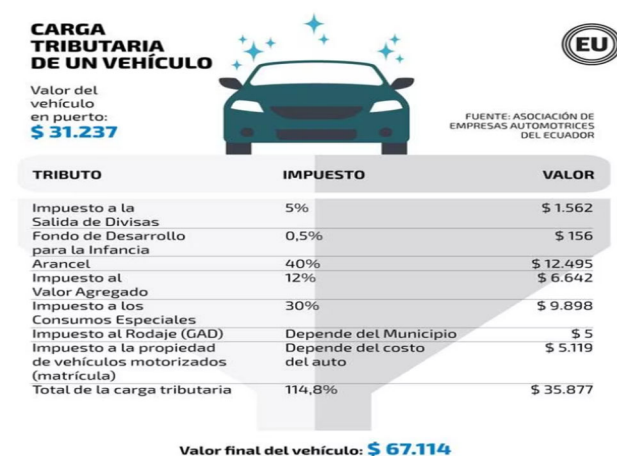 CARGA
TRIBUTARIA
DE UN VEHÍCULO
EU
Valor del
vehículo
en puerto:
$ 31.237
FUENTE: ASOCIACIÓN DE
EMPRESAS AUTOMOTRICES
DEL ECUADOR
TRIBUTO IMPUESTO VALOR
Impuesto a la
Salida de Divisas 5% $ 1.562
Fondo de Desarrollo
para la Infancia 0,5% $ 156
Arancel 40% $ 12.495
Impuesto al
Valor Agregado 12% $ 6.642
Impuesto a los
Consumos Especiales 30% $ 9.898
Impuesto al Rodaje (GAD) Depende del Municipio $ 5
Impuesto a la propiedad Depende del costo $ 5.119
de vehículos motorizados del auto
(matrícula)
Total de la carga tributaria 114,8% $ 35.877
Valor final del vehículo: $ 67.114